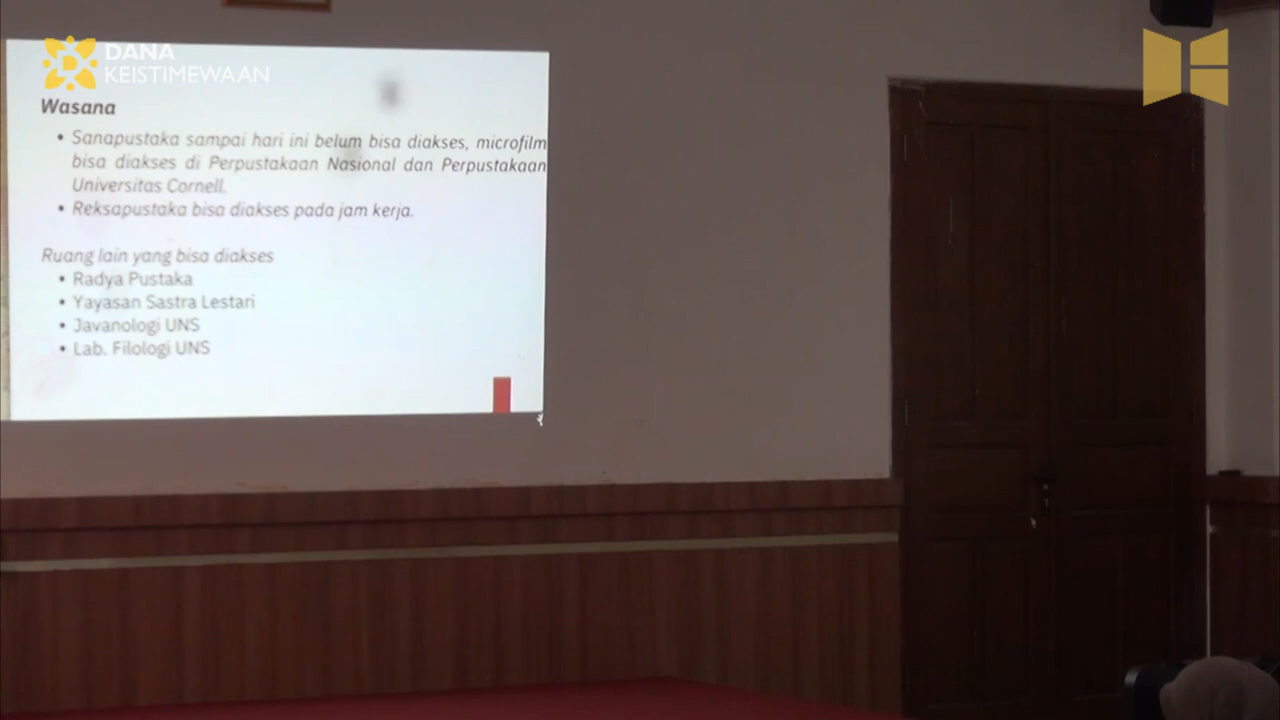 DANA
KEISTIMEWAAN
Wasana
• Sanapustaka sampai hari ini belum bisa diakses, microfilm
bisa diakses di Perpustakaan Nasional dan Perpustakaan
Universitas Cornell.
• Reksapustaka bisa diakses pada jam kerja.
Ruang lain yang bisa diakses
• Radya Pustaka
• Yayasan Sastra Lestari
• Javanologi UNS
• Lab. Filologi UNS